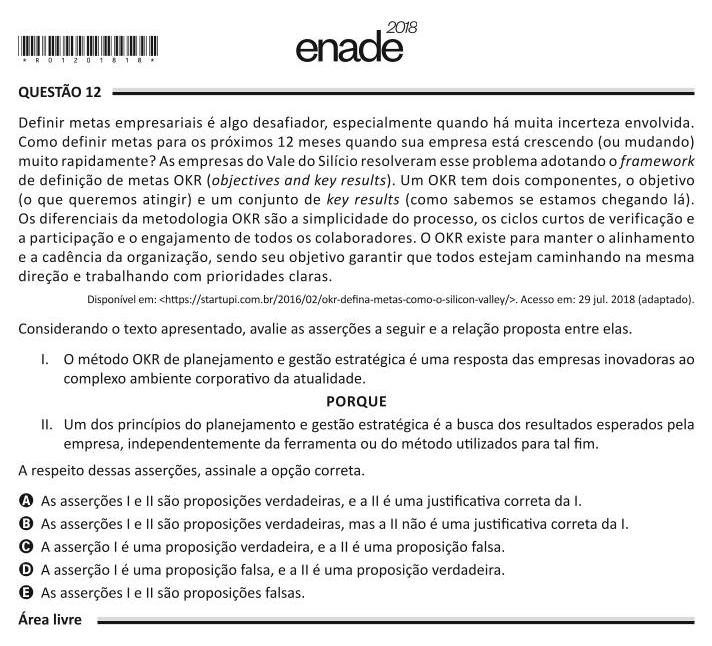 enade 2018
* R 0 1 2 0 1 8 1 8 *
QUESTÃO 12
Definir metas empresariais é algo desafiador, especialmente quando há muita incerteza envolvida.
Como definir metas para os próximos 12 meses quando sua empresa está crescendo (ou mudando)
muito rapidamente? As empresas do Vale do Silício resolveram esse problema adotando o framework
de definição de metas OKR (objectives and key results). Um OKR tem dois componentes, o objetivo
(o que queremos atingir) e um conjunto de key results (como sabemos se estamos chegando lá).
Os diferenciais da metodologia OKR são a simplicidade do processo, os ciclos curtos de verificação e
a participação e o engajamento de todos os colaboradores. O OKR existe para manter o alinhamento
e a cadência da organização, sendo seu objetivo garantir que todos estejam caminhando na mesma
direção e trabalhando com prioridades claras.
Disponível em: <https://startupi.com.br/2016/02/okr-defina-metas-como-o-silicon-valley/>. Acesso em: 29 jul. 2018 (adaptado).
Considerando o texto apresentado, avalie as asserções a seguir e a relação proposta entre elas.
I. O método OKR de planejamento e gestão estratégica é uma resposta das empresas inovadoras ao
complexo ambiente corporativo da atualidade.
PORQUE
II. Um dos princípios do planejamento e gestão estratégica é a busca dos resultados esperados pela
empresa, independentemente da ferramenta ou do método utilizados para tal fim.
A respeito dessas asserções, assinale a opção correta.
A As asserções I e II são proposições verdadeiras, e a II é uma justificativa correta da I.
B As asserções I e II são proposições verdadeiras, mas a II não é uma justificativa correta da I.
C A asserção I é uma proposição verdadeira, e a II é uma proposição falsa.
D A asserção I é uma proposição falsa, e a II é uma proposição verdadeira.
E As asserções I e II são proposições falsas.
Área livre